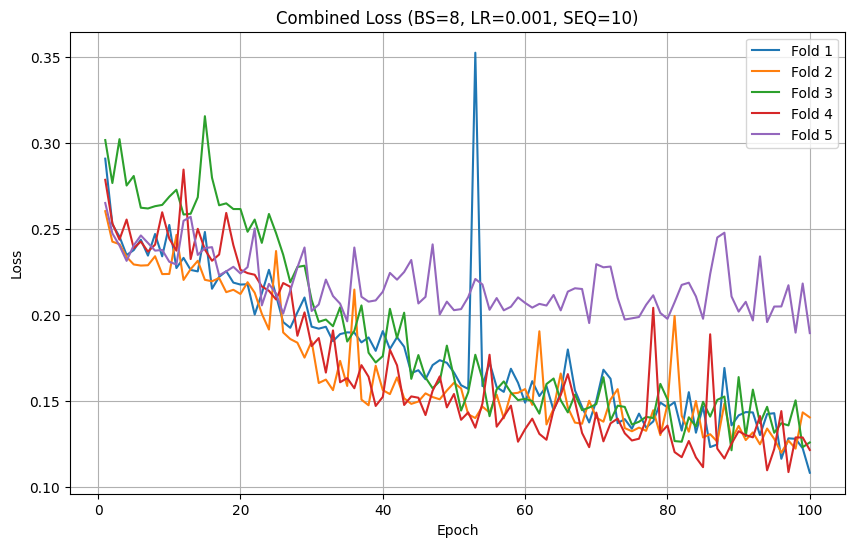 Combined Loss (BS=8, LR=0.001, SEQ=10)
Loss
0.35
0.30
0.25
0.20
0.15
0.10
Fold 1
Fold 2
Fold 3
Fold 4
Fold 5
0
20
40
60
80
100
Epoch